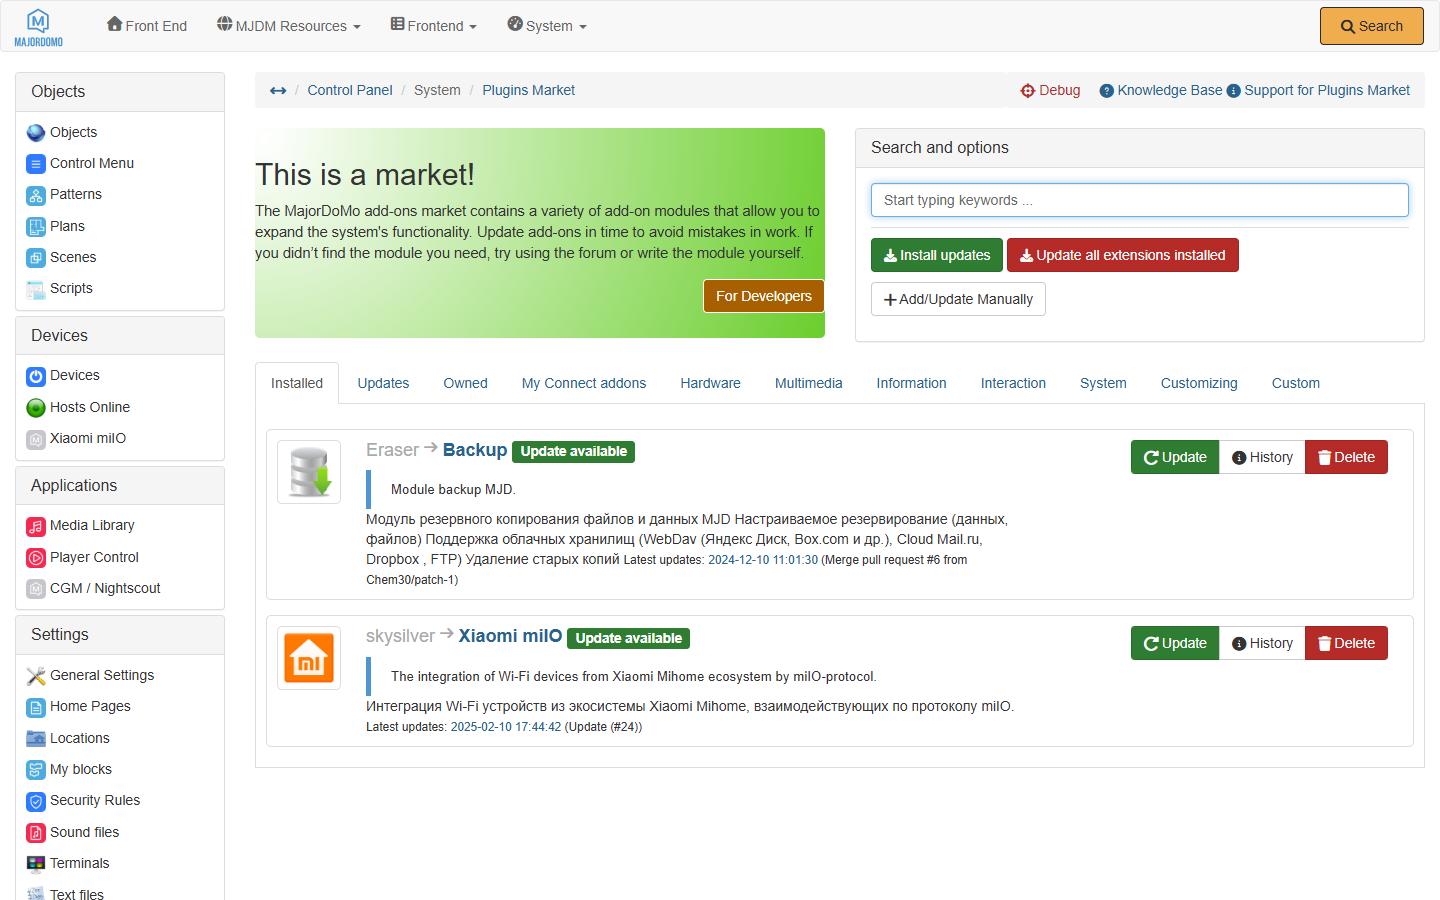 MAJORDOMO
Front End
MJDM Resources
Frontend
System
Search
Objects
Objects
Control Menu
Patterns
Plans
Scenes
Scripts
Devices
Devices
Hosts Online
Xiaomi miIO
Applications
Media Library
Player Control
CGM / Nightscout
Settings
General Settings
Home Pages
Locations
My blocks
Security Rules
Sound files
Terminals
Text files
/ Control Panel / System / Plugins Market
Debug
Knowledge Base
Support for Plugins Market
This is a market!
The MajorDoMo add-ons market contains a variety of add-on modules that allow you to
expand the system's functionality. Update add-ons in time to avoid mistakes in work. If
you didn’t find the module you need, try using the forum or write the module yourself.
For Developers
Search and options
Start typing keywords ...
Install updates
Update all extensions installed
Add/Update Manually
Installed
Updates
Owned
My Connect addons
Hardware
Multimedia
Information
Interaction
System
Customizing
Custom
Eraser → Backup Update available
Update
History
Delete
Module backup MJD.
Модуль резервного копирования файлов и данных MJD Настраиваемое резервирование (данных,
файлов) Поддержка облачных хранилищ (WebDav (Яндекс Диск, Box.com и др.), Cloud Mail.ru,
Dropbox , FTP) Удаление старых копий Latest updates: 2024-12-10 11:01:30 (Merge pull request #6 from
Chem30/patch-1)
skysilver → Xiaomi miIO Update available
Update
History
Delete
The integration of Wi-Fi devices from Xiaomi Mihome ecosystem by miIO-protocol.
Интеграция Wi-Fi устройств из экосистемы Xiaomi Mihome, взаимодействующих по протоколу miIO.
Latest updates: 2025-02-10 17:44:42 (Update (#24))